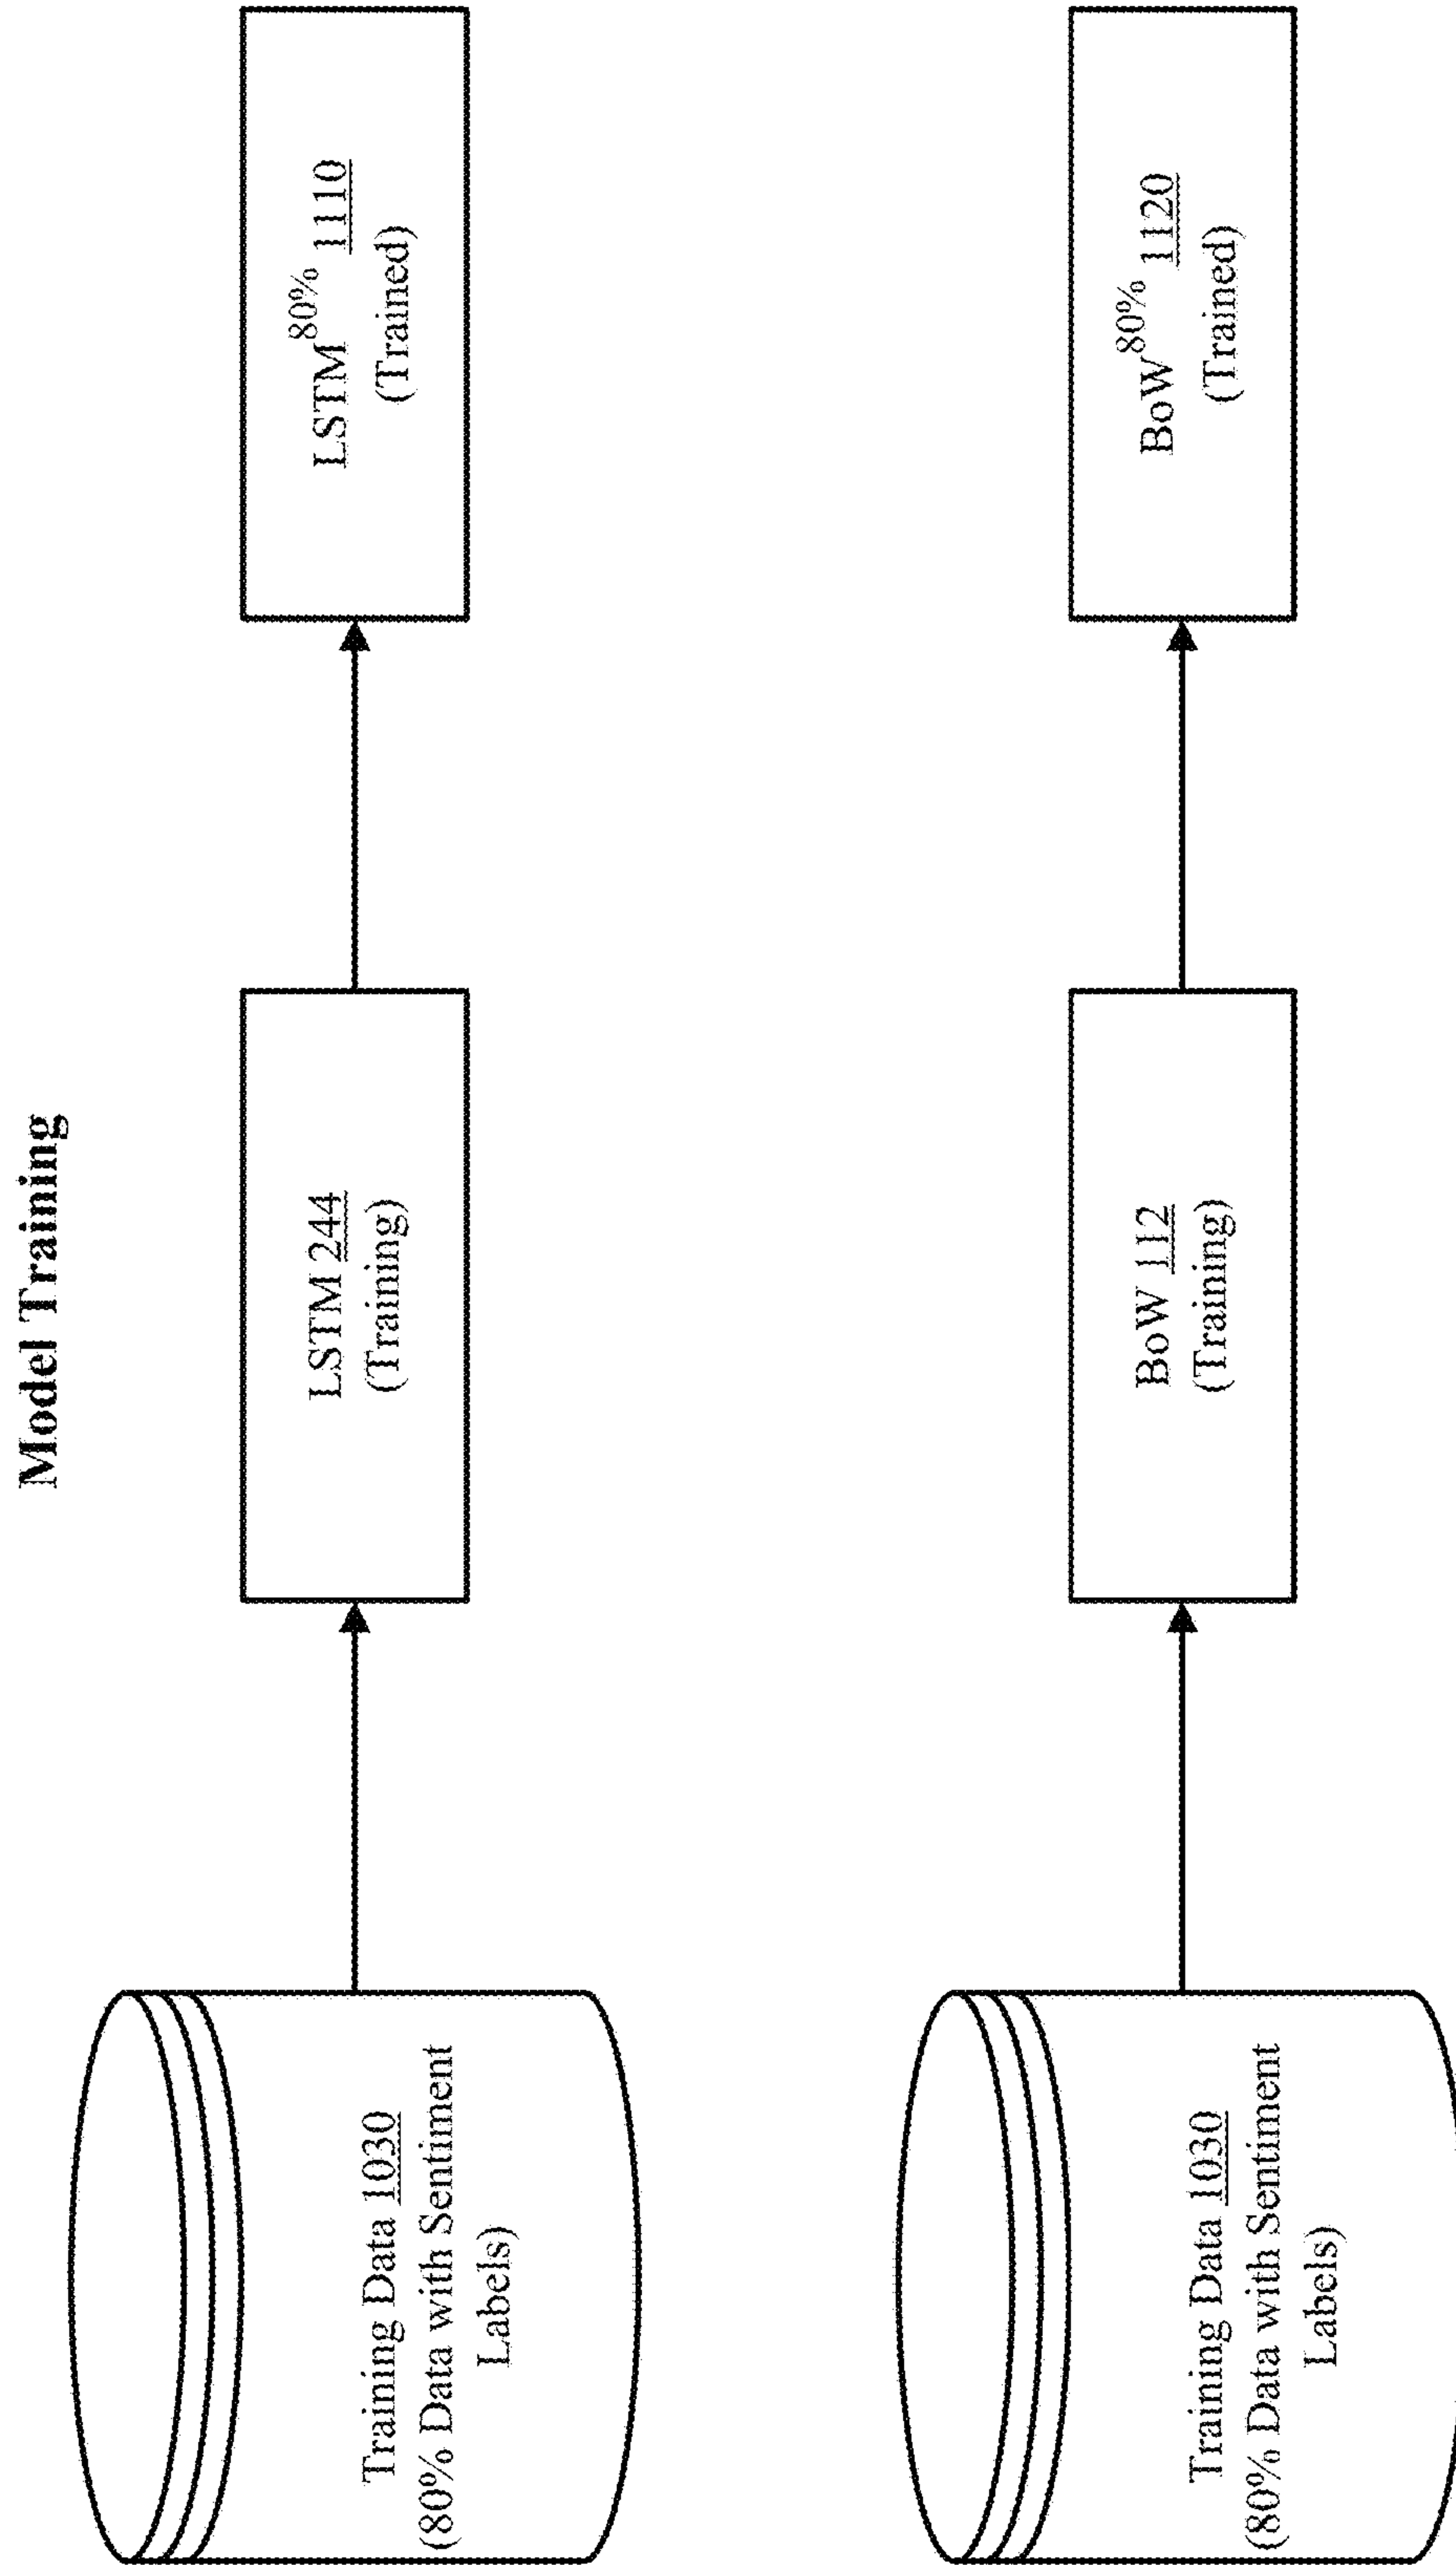 Model Training
Training Data 1030
(80% Data with Sentiment
Labels)
LSTM 244
(Training)
LSTM80% 1110
(Trained)
Training Data 1030
(80% Data with Sentiment
Labels)
BoW 112
(Training)
BoW80% 1120
(Trained)